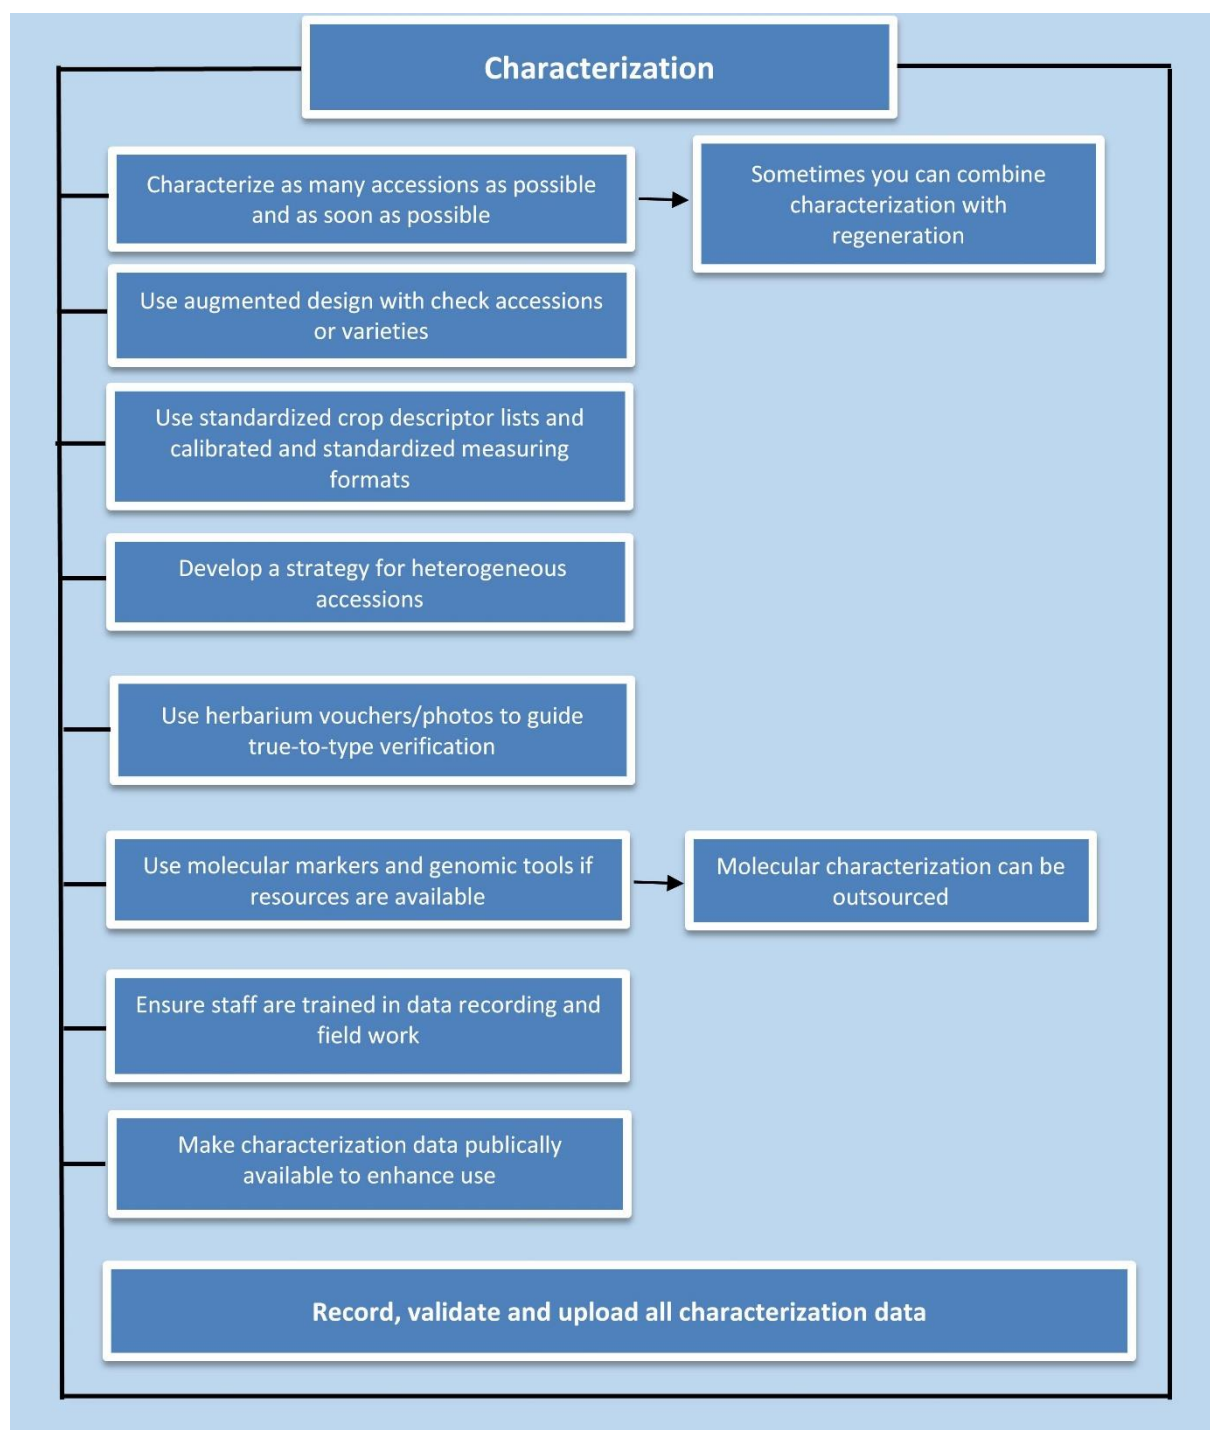 Characterization
Characterize as many accessions as possible
and as soon as possible
Sometimes you can combine
characterization with
regeneration
Use augmented design with check accessions
or varieties
Use standardized crop descriptor lists and
calibrated and standardized measuring
formats
Develop a strategy for heterogeneous
accessions
Use herbarium vouchers/photos to guide
true-to-type verification
Use molecular markers and genomic tools if
resources are available
Molecular characterization can be
outsourced
Ensure staff are trained in data recording and
field work
Make characterization data publically
available to enhance use
Record, validate and upload all characterization data